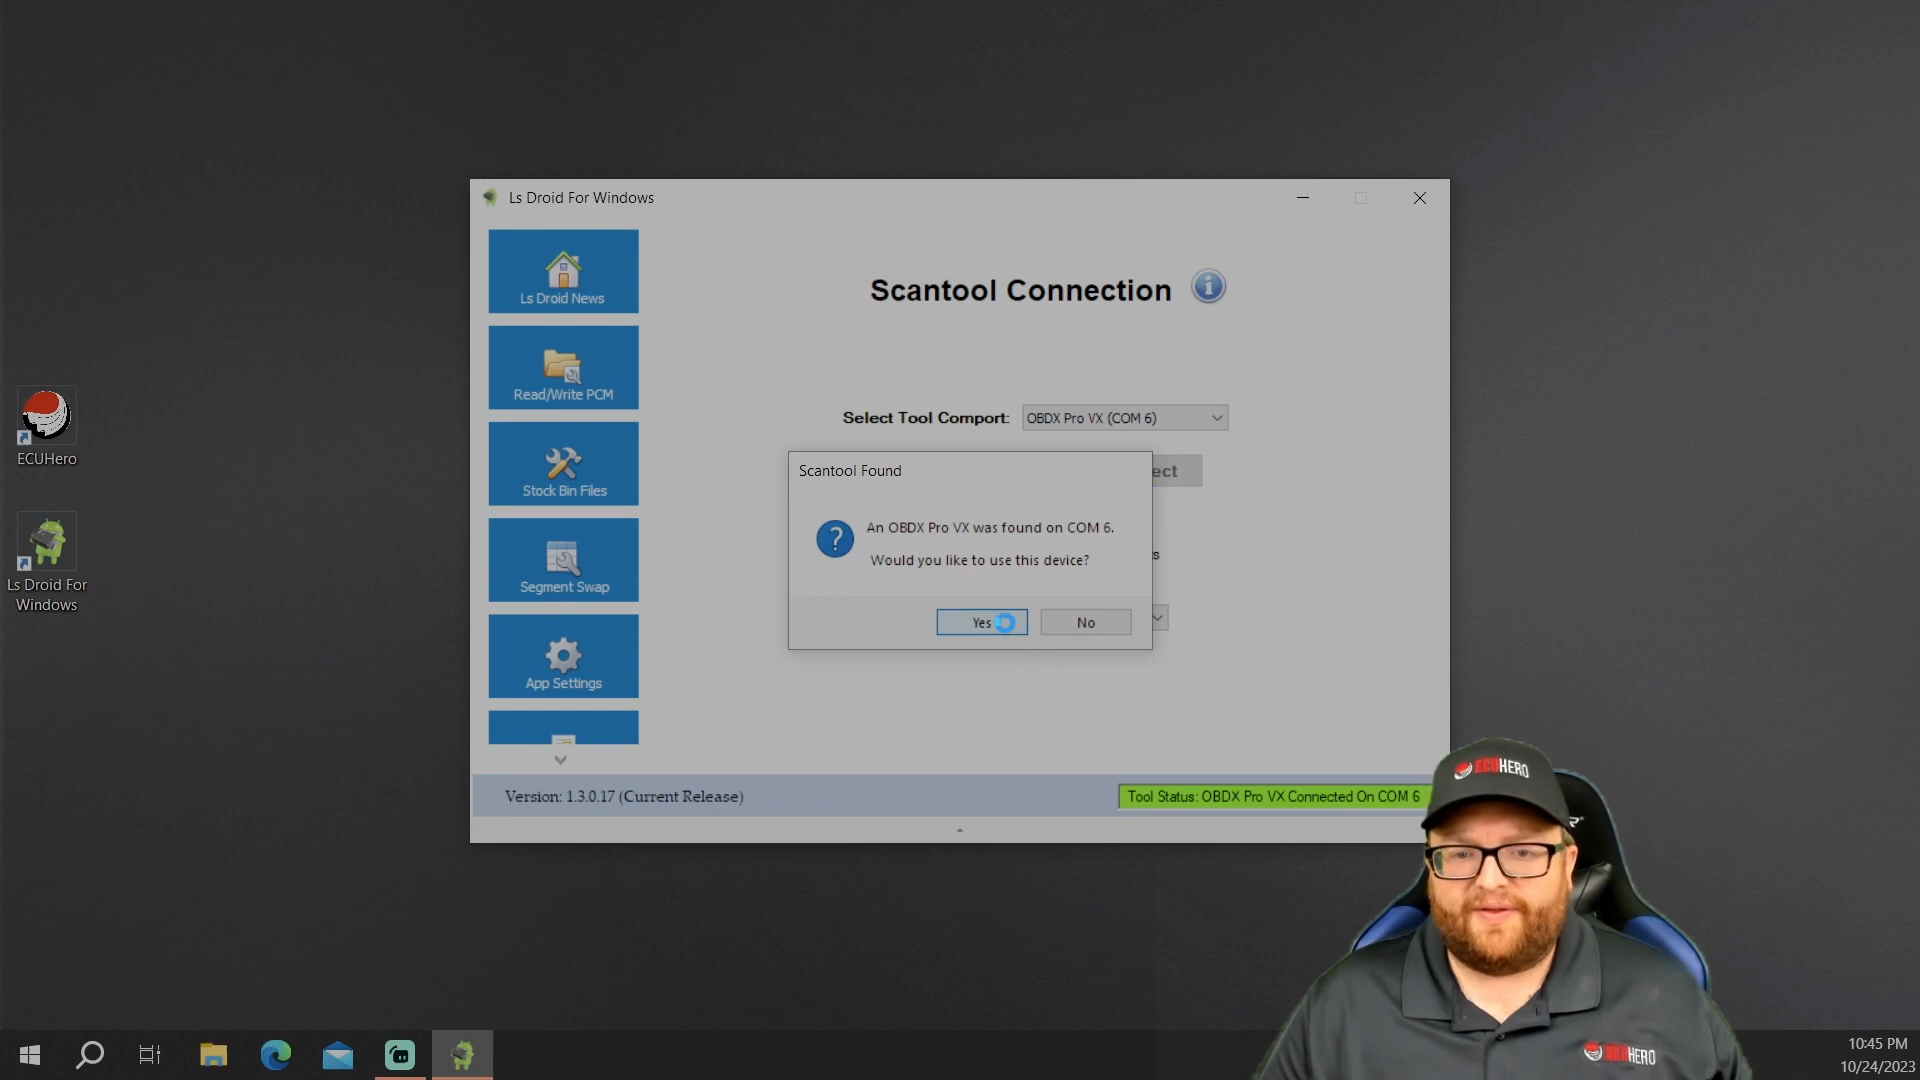 Ls Droid For Windows
Ls Droid News
Read/Write PCM
Stock Bin Files
Segment Swap
App Settings
Scantool Connection
Select Tool Comport:
OBDX Pro VX (COM 6)
ect
Scantool Found
An OBDX Pro VX was found on COM 6.
Would you like to use this device?
Yes
No
s
Version: 1.3.0.17 (Current Release)
Tool Status: OBDX Pro VX Connected On COM 6
ECUHero
Ls Droid For
Windows
ECUHERO
HERO
10:45 PM
10/24/2023